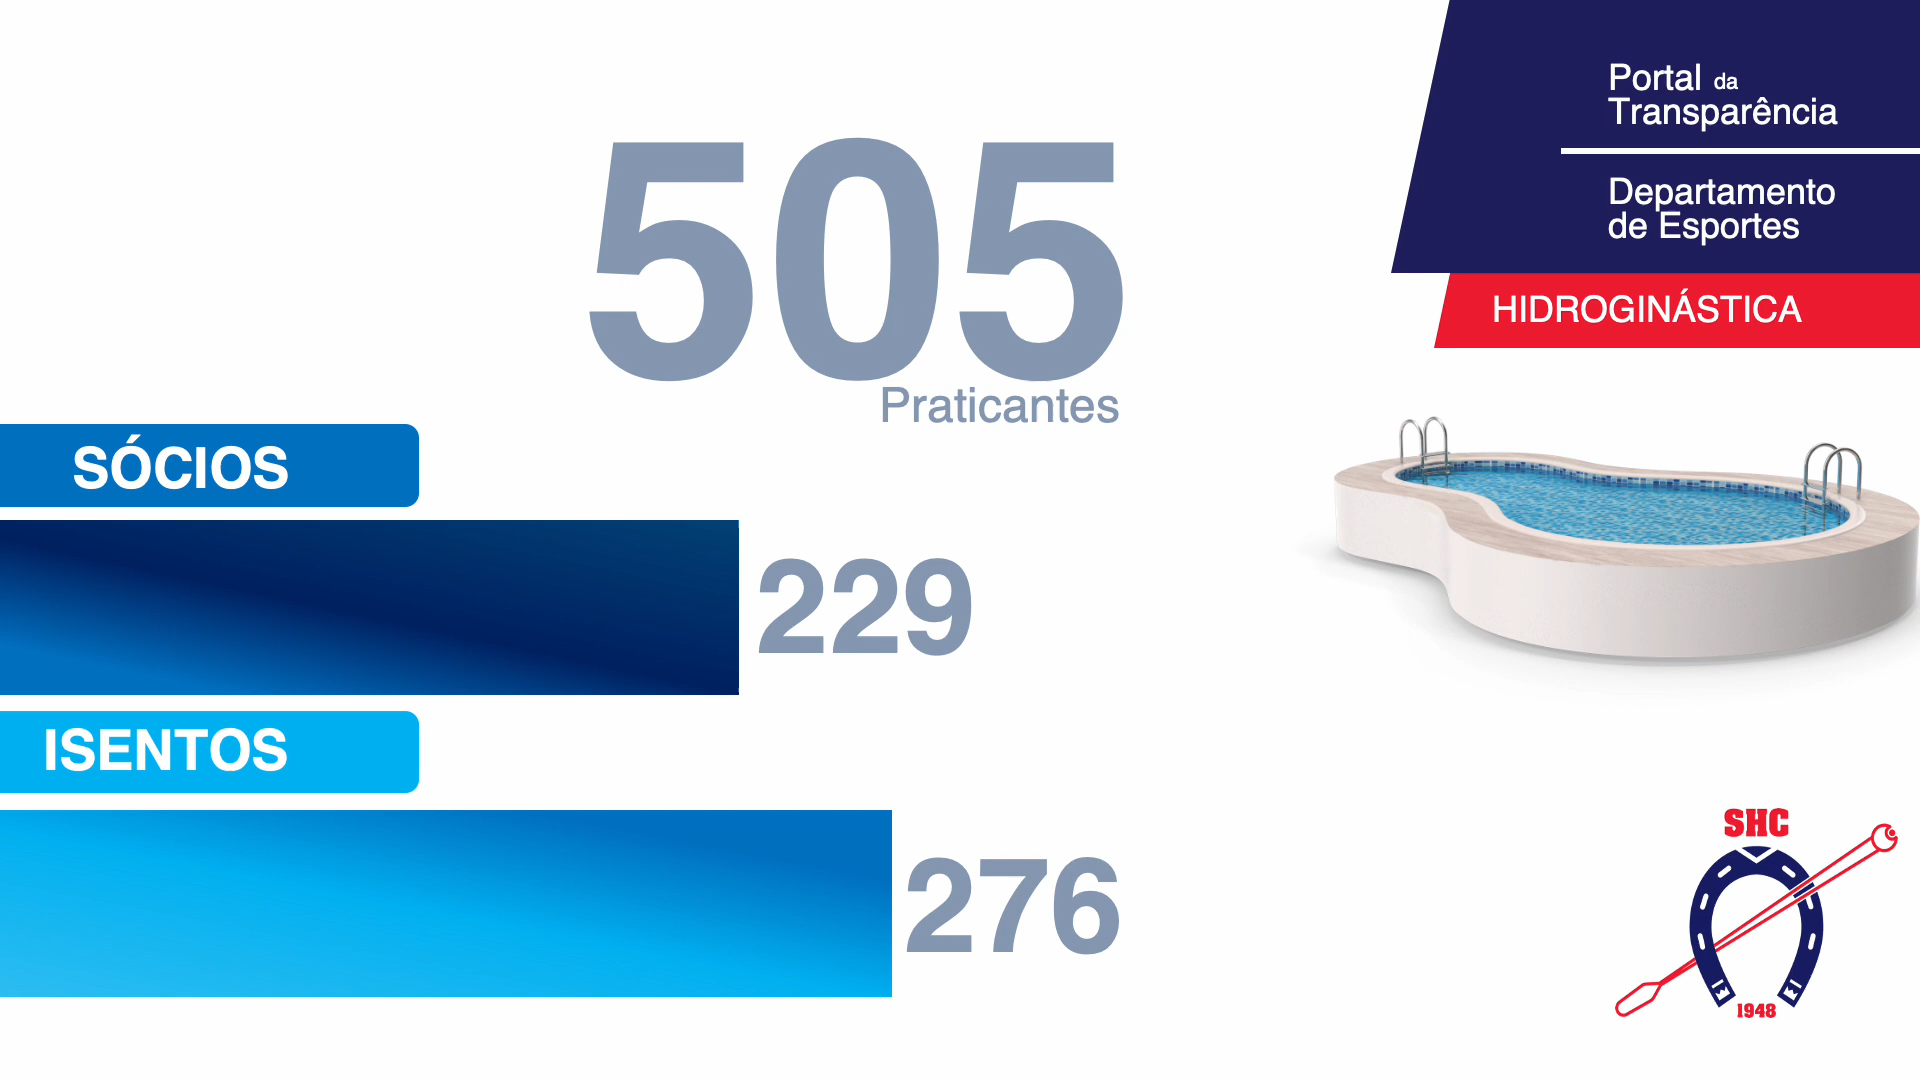 Portal da
Transparência
Departamento
de Esportes
HIDROGINÁSTICA
505
Praticantes
SÓCIOS
229
ISENTOS
276
SHC
1948